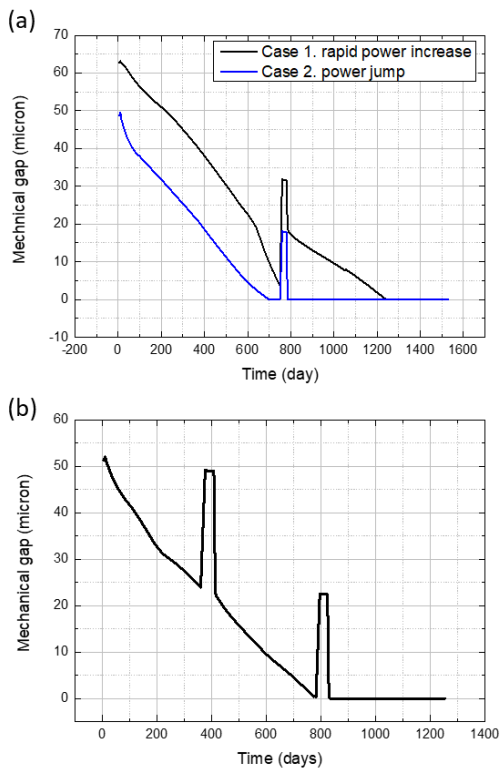 (a)
Case 1. rapid power increase
Case 2. power jump
Mechnical gap (micron)
70
60
50
40
30
20
10
0
-10
-200 0 200 400 600 800 1000 1200 1400 1600
Time (day)
(b)
Mechanical gap (micron)
60
50
40
30
20
10
0
0 200 400 600 800 1000 1200 1400
Time (days)